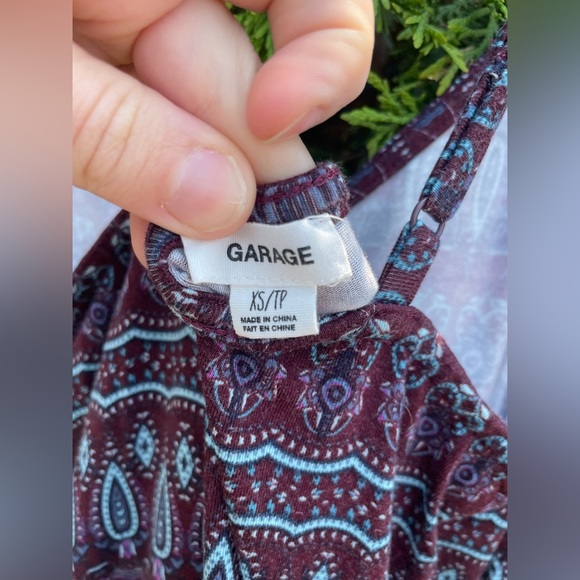 GARAGE
XS/TP
MADE IN CHINA
FAIT EN CHINE